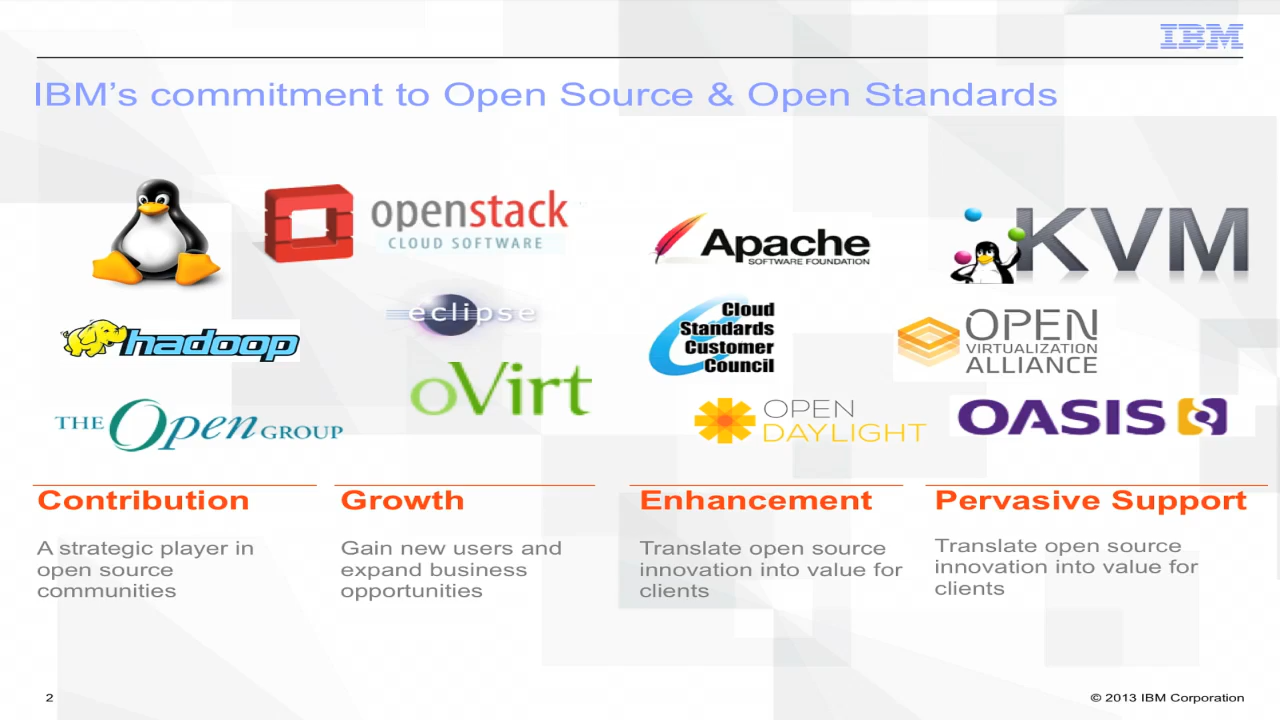 IBM
IBM's commitment to Open Source & Open Standards
openstack
CLOUD SOFTWARE
Apache
SOFTWARE FOUNDATION
KVM
hadoop
eclipse
Cloud
Standards
Customer
Council
OPEN
VIRTUALIZATION
ALLIANCE
THE Open GROUP
oVirt
OPEN
DAYLIGHT
OASIS
Contribution
A strategic player in
open source
communities
Growth
Gain new users and
expand business
opportunities
Enhancement
Translate open source
innovation into value for
clients
Pervasive Support
Translate open source
innovation into value for
clients
2
© 2013 IBM Corporation